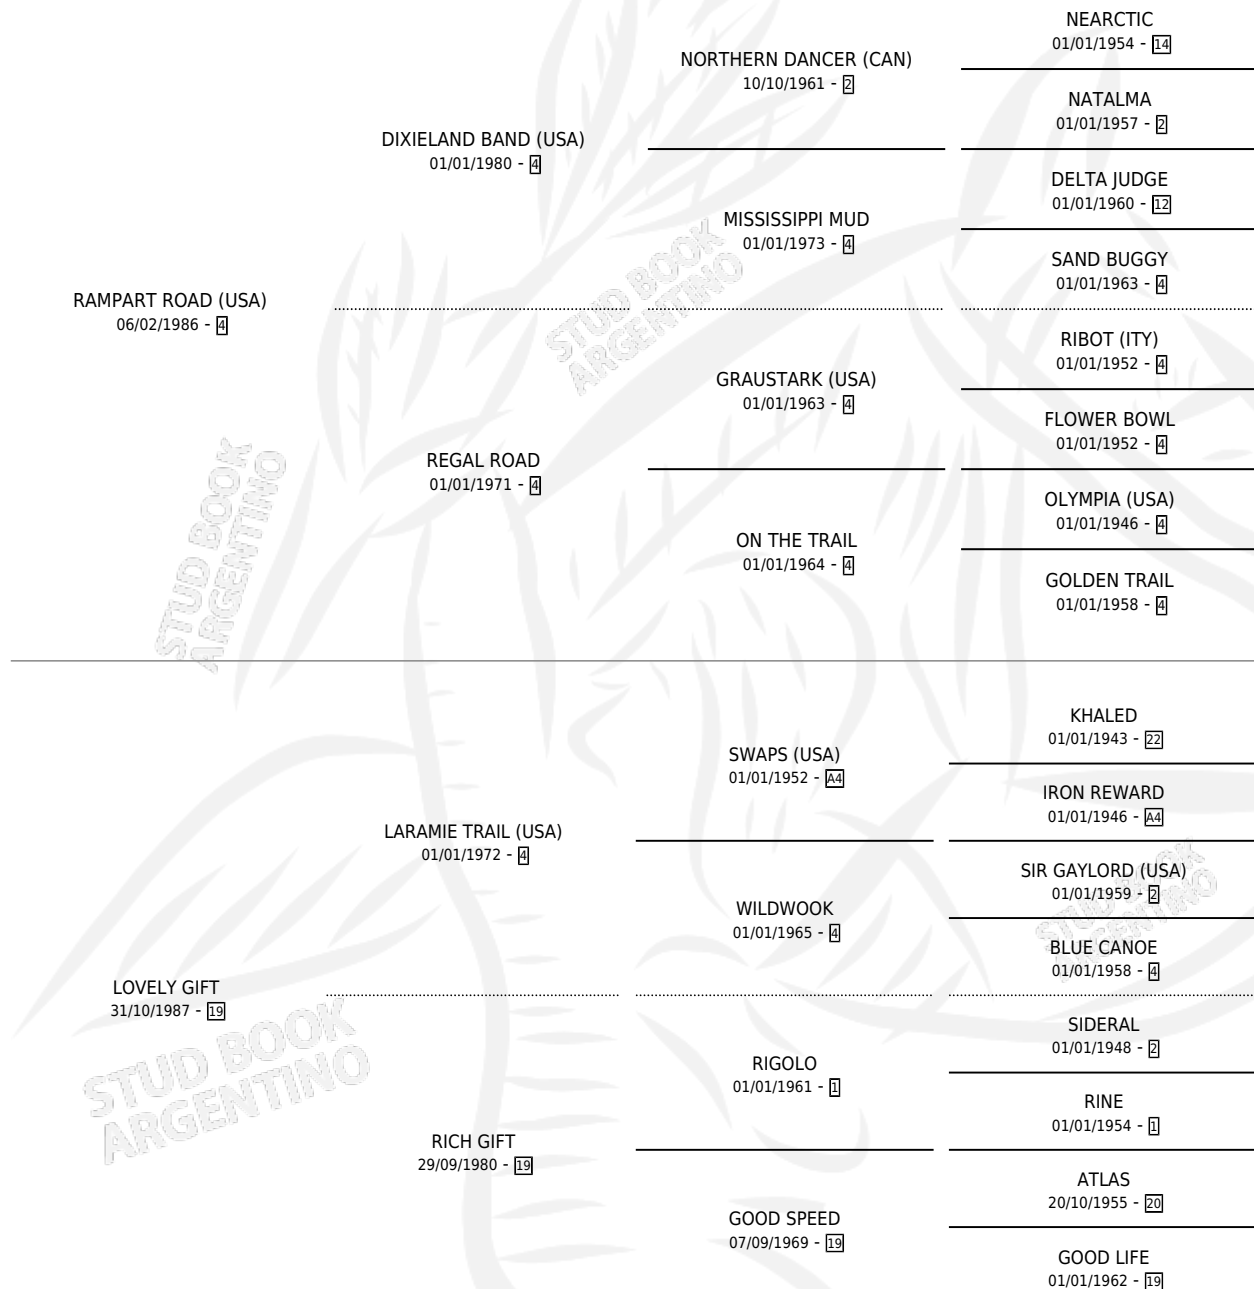 NEARCTIC
01/01/1954 - 14
NORTHERN DANCER (CAN)
10/10/1961 - 2
NATALMA
01/01/1957 - 2
DIXIELAND BAND (USA)
01/01/1980 - 4
DELTA JUDGE
01/01/1960 - 12
MISSISSIPPI MUD
01/01/1973 - 4
SAND BUGGY
01/01/1963 - 4
RAMPART ROAD (USA)
06/02/1986 - 4
STUD BOOK
ARGENTINO
RIBOT (ITY)
01/01/1952 - 4
GRAUSTARK (USA)
01/01/1963 - 4
FLOWER BOWL
01/01/1952 - 4
REGAL ROAD
01/01/1971 - 4
OLYMPIA (USA)
01/01/1946 - 4
ON THE TRAIL
01/01/1964 - 4
GOLDEN TRAIL
01/01/1958 - 4
STUD BOOK
ARGENTINO
KHALED
01/01/1943 - 22
SWAPS (USA)
01/01/1952 - A4
IRON REWARD
01/01/1946 - A4
LARAMIE TRAIL (USA)
01/01/1972 - 4
SIR GAYLORD (USA)
01/01/1959 - 2
WILDWOOK
01/01/1965 - 4
STUD BOOK
ARGENTINO
BLUE CANOE
01/01/1958 - 4
LOVELY GIFT
31/10/1987 - 19
STUD BOOK
ARGENTINO
SIDERAL
01/01/1948 - 2
RIGOLO
01/01/1961 - 1
RINE
01/01/1954 - 1
RICH GIFT
29/09/1980 - 19
ATLAS
20/10/1955 - 20
GOOD SPEED
07/09/1969 - 19
GOOD LIFE
01/01/1962 - 19